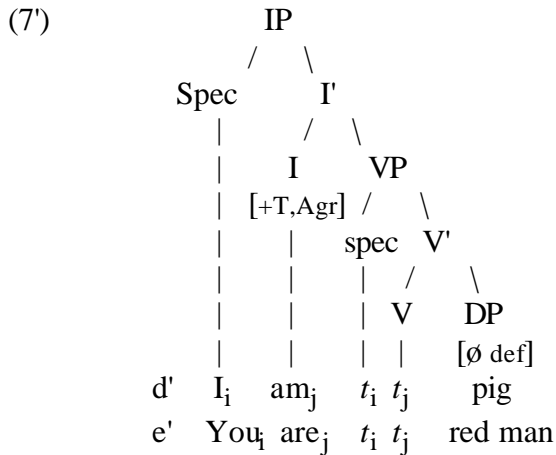 (7') IP
/ \
Spec I'
| / \
| I VP
| [+T,Agr] / \
| | spec V'
| | | / \
| | | V DP
| | | | [ø def]
d' Iᵢ amⱼ tᵢ tⱼ pig
e' Youᵢ areⱼ tᵢ tⱼ red man